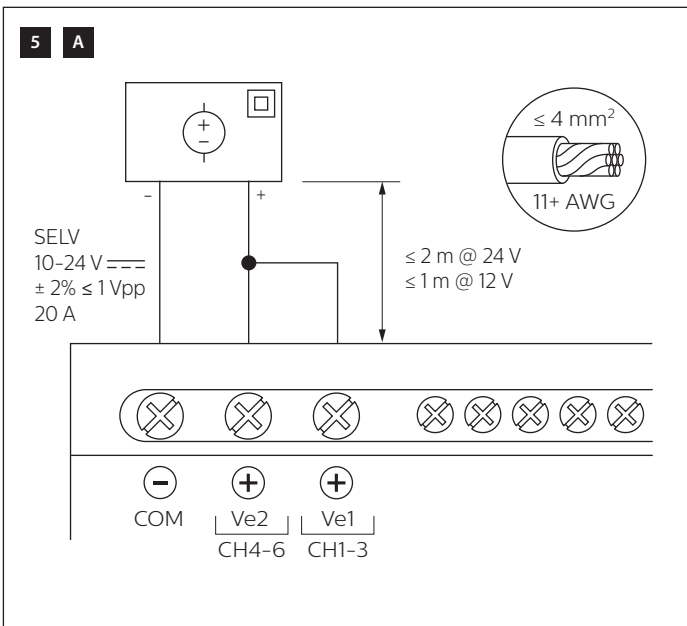 5 A
≤ 4 mm²
11+ AWG
- +
SELV
10-24 V ⎓
± 2% ≤ 1 Vpp
20 A
≤ 2 m @ 24 V
≤ 1 m @ 12 V
COM Ve2 Ve1
CH4-6 CH1-3